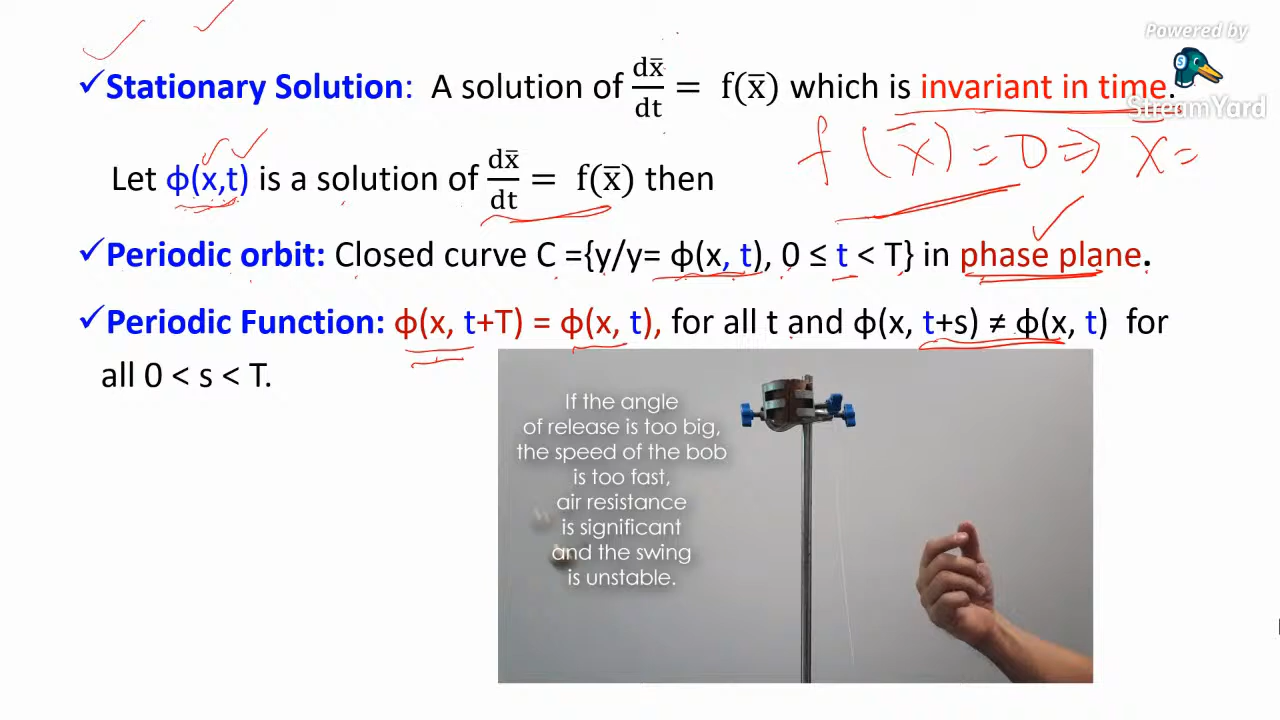 Powered by
StreamYard
✓Stationary Solution: A solution of dx̄/dt = f(x̄) which is invariant in time.
f(x̄) = 0 ⇒ x =
Let ϕ(x,t) is a solution of dx̄/dt = f(x̄) then
✓Periodic orbit: Closed curve C ={y/y= ϕ(x, t), 0 ≤ t < T} in phase plane.
✓Periodic Function: ϕ(x, t+T) = ϕ(x, t), for all t and ϕ(x, t+s) ≠ ϕ(x, t) for
all 0 < s < T.
If the angle
of release is too big,
the speed of the bob
is too fast,
air resistance
is significant
and the swing
is unstable.